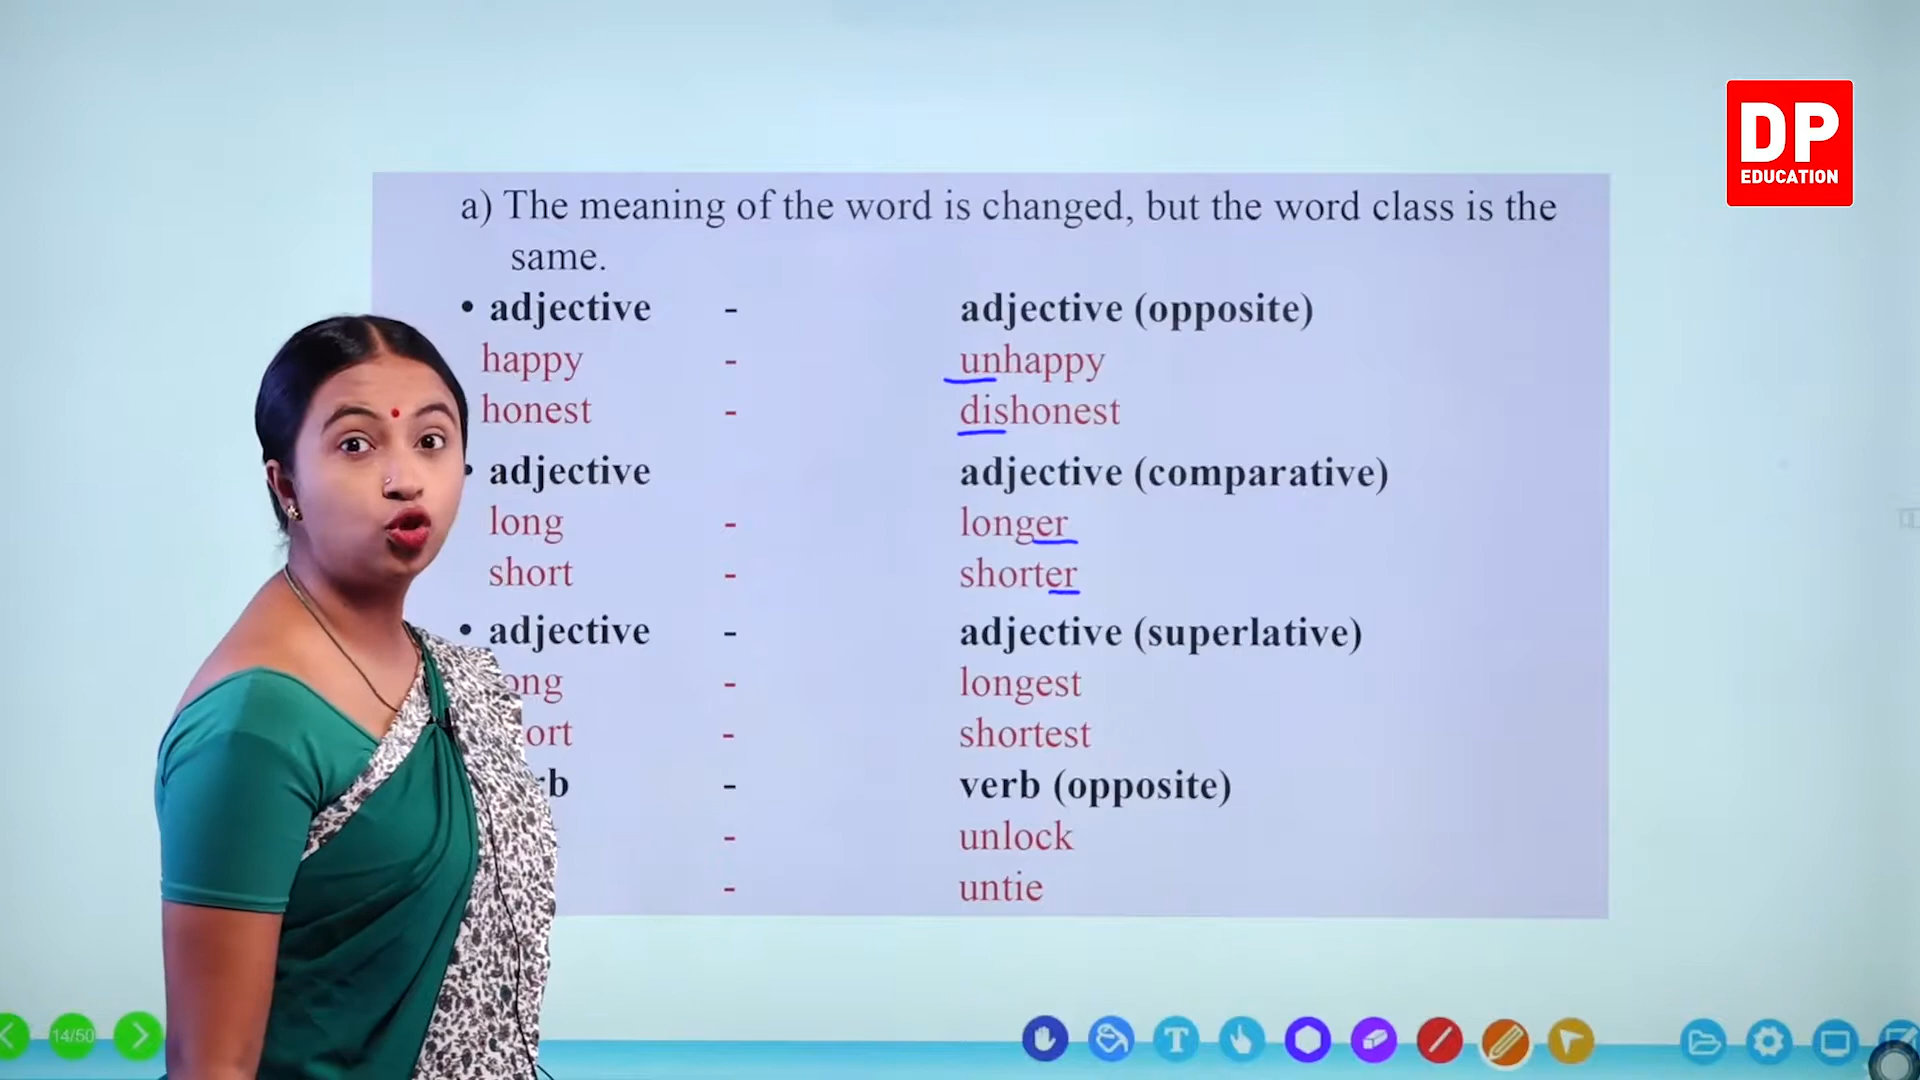 DP
EDUCATION
a) The meaning of the word is changed, but the word class is the
same.
• adjective - adjective (opposite)
happy - unhappy
honest - dishonest
• adjective adjective (comparative)
long - longer
short - shorter
• adjective - adjective (superlative)
ong - longest
ort - shortest
b - verb (opposite)
- unlock
- untie
14/50
T